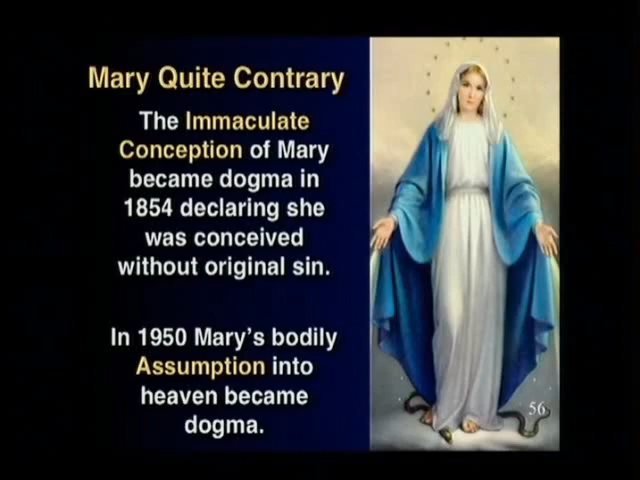 Mary Quite Contrary
The Immaculate
Conception of Mary
became dogma in
1854 declaring she
was conceived
without original sin.
In 1950 Mary's bodily
Assumption into
heaven became
dogma.
56